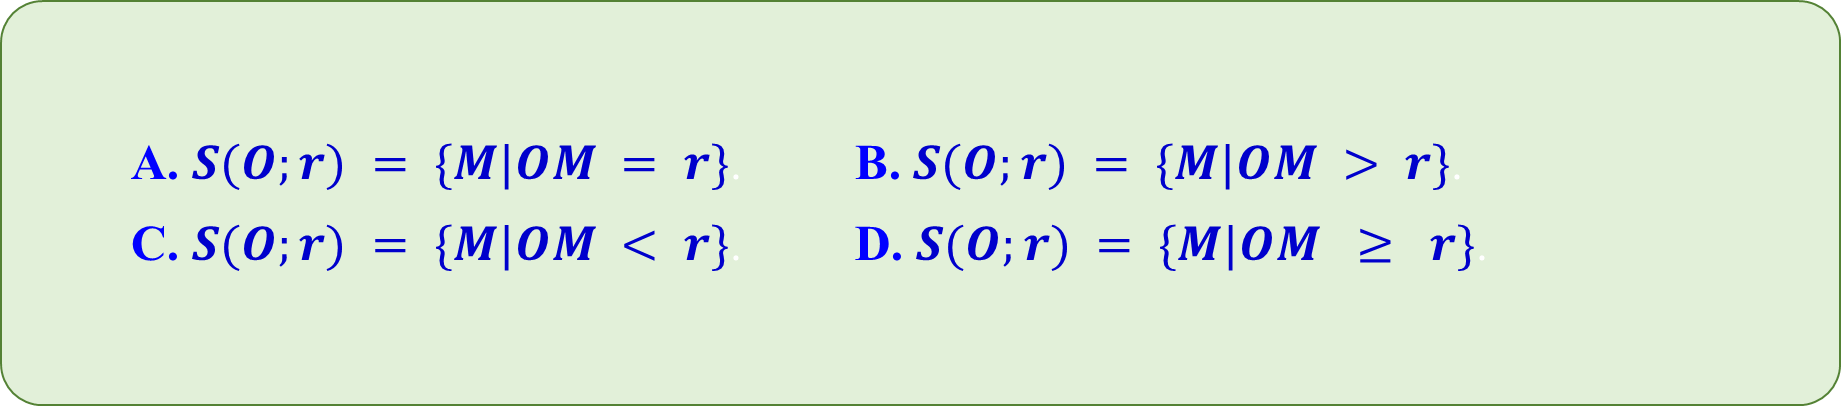 A. S(O; r) = {M|OM = r}. B. S(O; r) = {M|OM > r}.
C. S(O; r) = {M|OM < r}. D. S(O; r) = {M|OM ≥ r}.